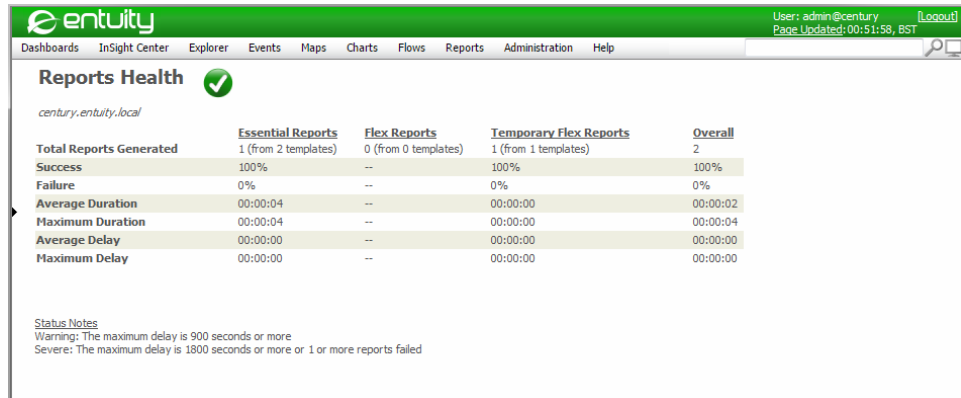 entuity
User: admin@century [Logout]
Page Updated: 00:51:58, BST
Dashboards InSight Center Explorer Events Maps Charts Flows Reports Administration Help
Reports Health
century.entuity.local
Essential Reports Flex Reports Temporary Flex Reports Overall
Total Reports Generated 1 (from 2 templates) 0 (from 0 templates) 1 (from 1 templates) 2
Success 100% -- 100% 100%
Failure 0% -- 0% 0%
Average Duration 00:00:04 -- 00:00:00 00:00:02
Maximum Duration 00:00:04 -- 00:00:00 00:00:04
Average Delay 00:00:00 -- 00:00:00 00:00:00
Maximum Delay 00:00:00 -- 00:00:00 00:00:00
Status Notes
Warning: The maximum delay is 900 seconds or more
Severe: The maximum delay is 1800 seconds or more or 1 or more reports failed